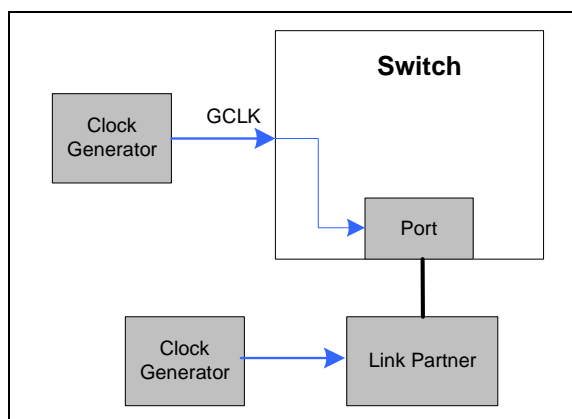 Switch
GCLK
Clock
Generator
Port
Clock
Generator
Link Partner